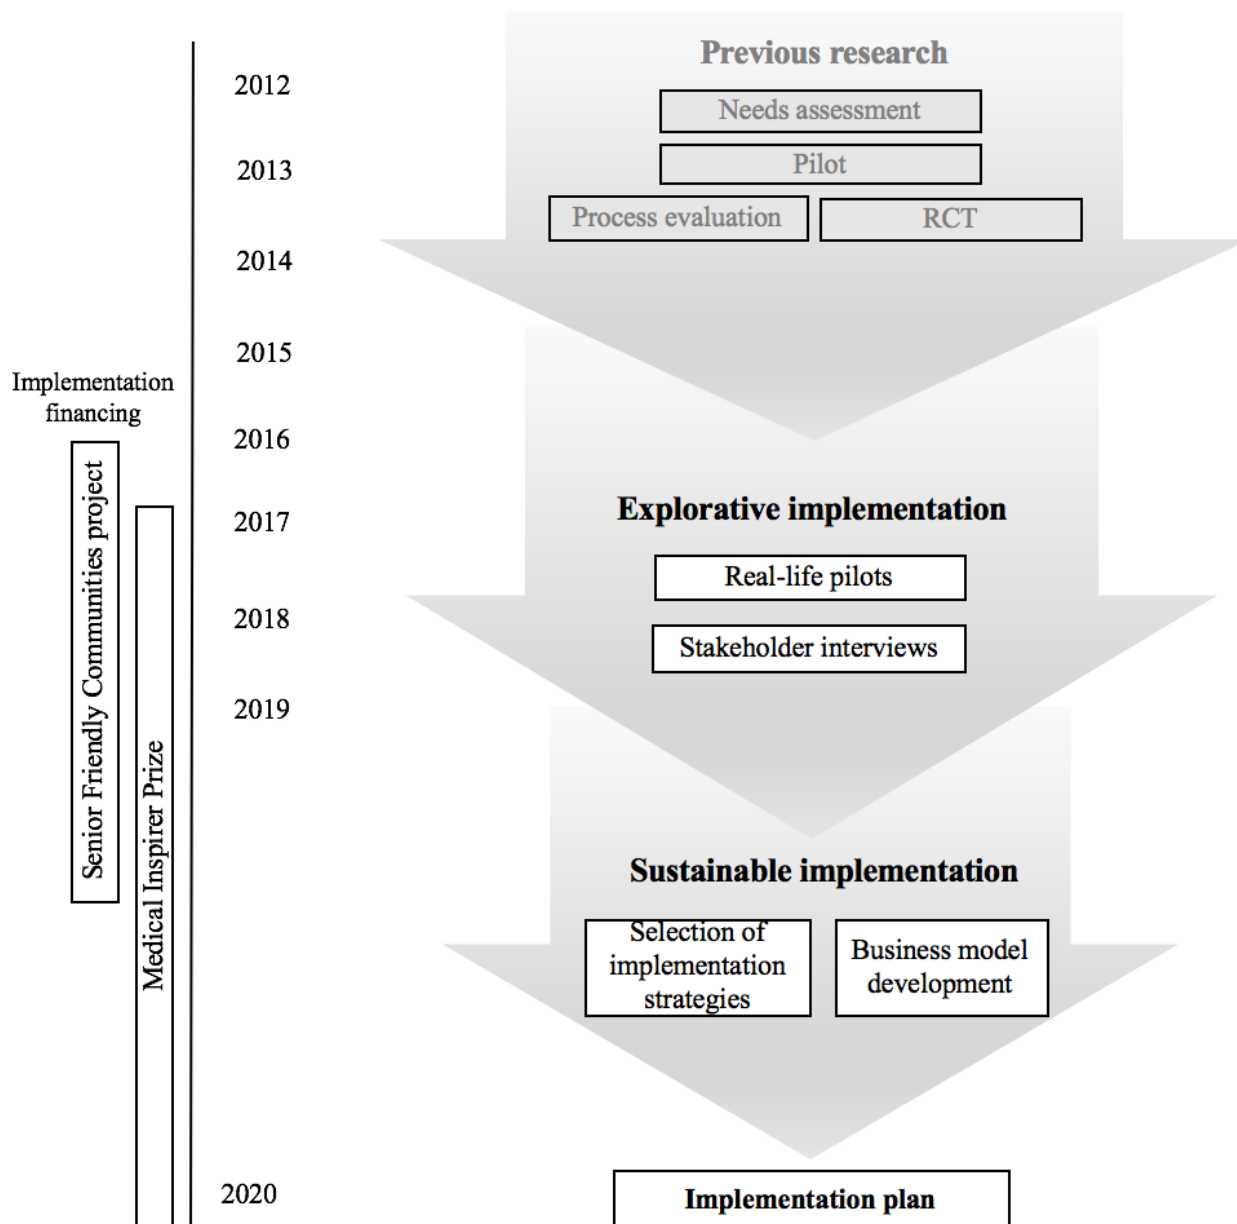 Previous research
2012
Needs assessment
2013
Pilot
Process evaluation
RCT
2014
2015
Implementation
financing
2016
Senior Friendly Communities project
Medical Inspirer Prize
2017
Explorative implementation
Real-life pilots
2018
Stakeholder interviews
2019
Sustainable implementation
Selection of
implementation
strategies
Business model
development
2020
Implementation plan